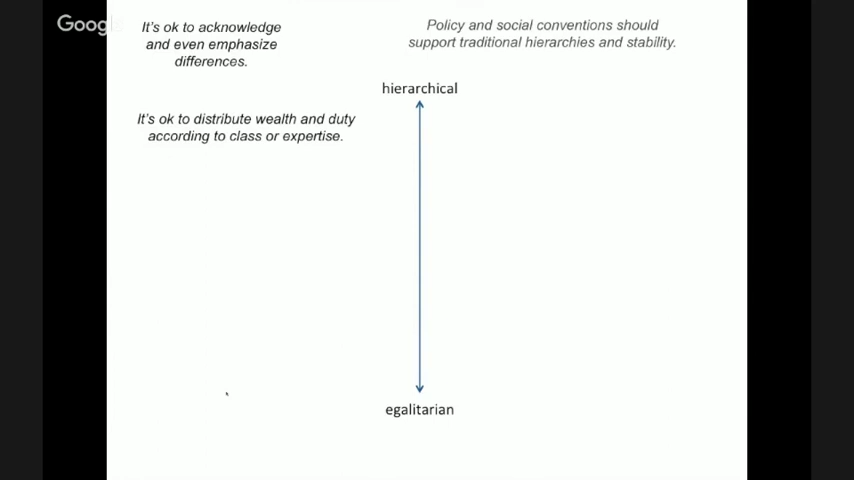 Google
It's ok to acknowledge
and even emphasize
differences.
Policy and social conventions should
support traditional hierarchies and stability.
hierarchical
It's ok to distribute wealth and duty
according to class or expertise.
egalitarian